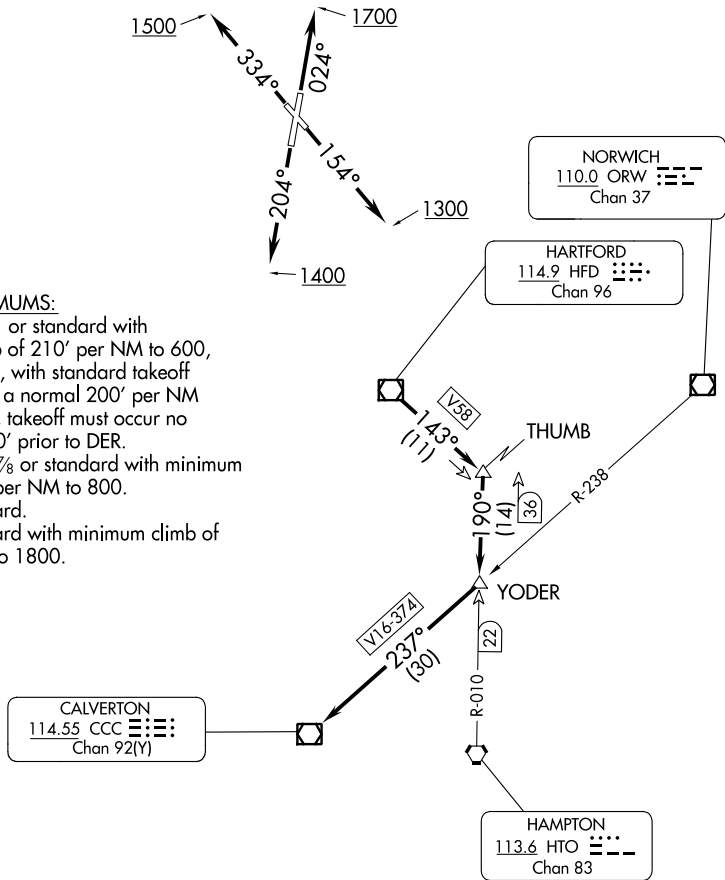 1500
1700
334°
024°
204°
154°
1300
1400
NORWICH
110.0 ORW
Chan 37
HARTFORD
114.9 HFD
Chan 96
MUMS:
or standard with
of 210' per NM to 600,
, with standard takeoff
a normal 200' per NM
takeoff must occur no
0' prior to DER.
⅞ or standard with minimum
per NM to 800.
ard.
ard with minimum climb of
o 1800.
V58
143°
(11)
THUMB
190°
(14)
36
R-238
YODER
V16-374
237°
(30)
22
R-010
CALVERTON
114.55 CCC
Chan 92(Y)
HAMPTON
113.6 HTO
Chan 83